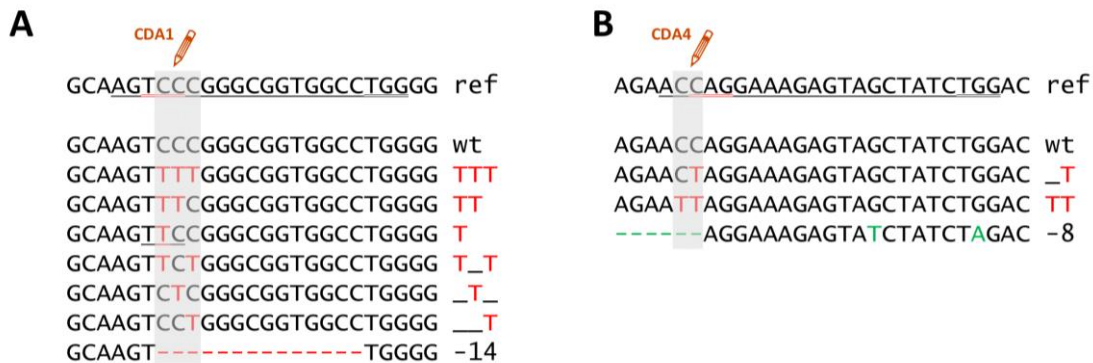 A
CDA1
GCAAGTCCCGGGCGGTGGCCTGGGG ref
GCAAGTCCCGGGCGGTGGCCTGGGG wt
GCAAGTTTTGGGCGGTGGCCTGGGG TTT
GCAAGTTTCGGGCGGTGGCCTGGGG TT
GCAAGTTCCGGGCGGTGGCCTGGGG T
GCAAGTTCTGGGCGGTGGCCTGGGG T_T
GCAAGTCTCGGGCGGTGGCCTGGGG _T_
GCAAGTCCTGGGCGGTGGCCTGGGG __T
GCAAGT--------------TGGGG -14
B
CDA4
AGAACCAGGAAAGAGTAGCTATCTGGAC ref
AGAACCAGGAAAGAGTAGCTATCTGGAC wt
AGAACTAGGAAAGAGTAGCTATCTGGAC _T
AGAATTAGGAAAGAGTAGCTATCTGGAC TT
------AGGAAAGAGTATCTATCTAGAC -8